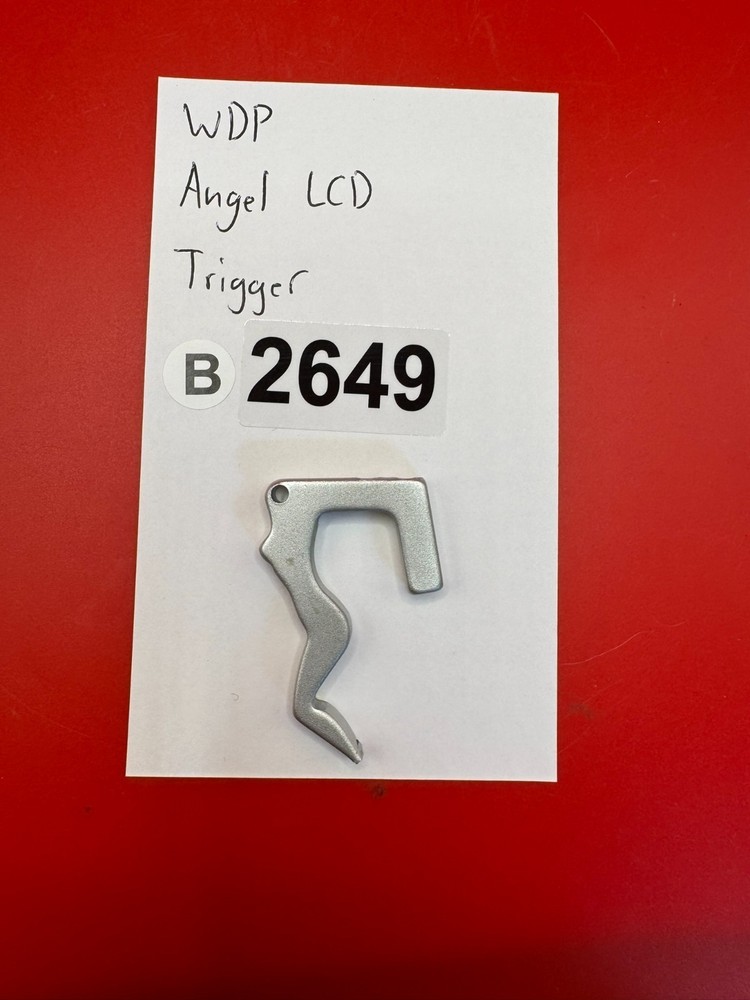 WDP
Angel LCD
Trigger
B 2649